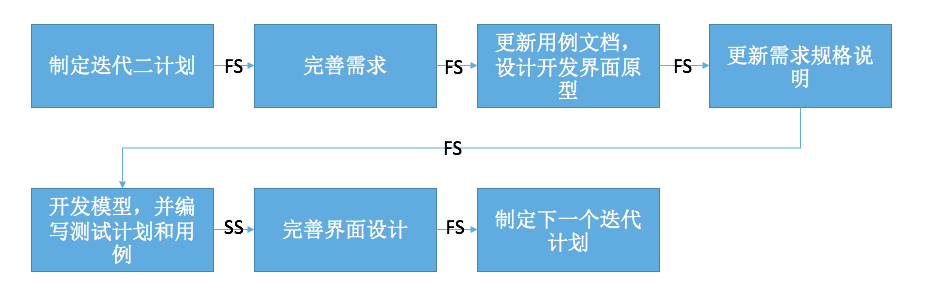 制定迭代二计划
FS
完善需求
FS
更新用例文档，
设计开发界面原
型
FS
更新需求规格说
明
FS
开发模型，并编
写测试计划和用
例
SS
完善界面设计
FS
制定下一个迭代
计划